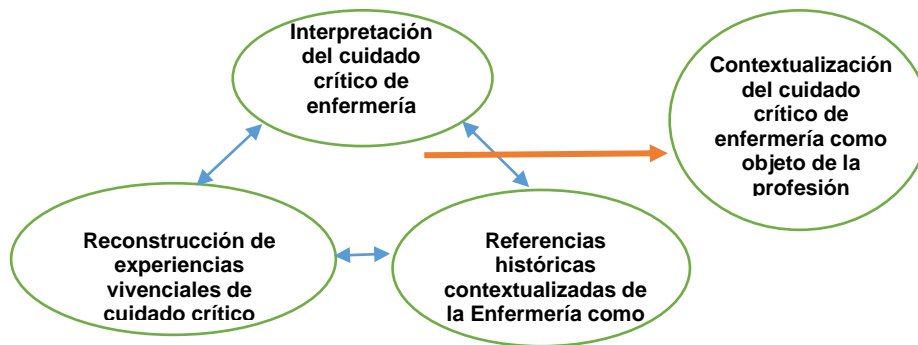 Interpretación
del cuidado
crítico de
enfermería
Contextualización
del cuidado
crítico de
enfermería como
objeto de la
profesión
Reconstrucción de
experiencias
vivenciales de
cuidado crítico
Referencias
históricas
contextualizadas de
la Enfermería como